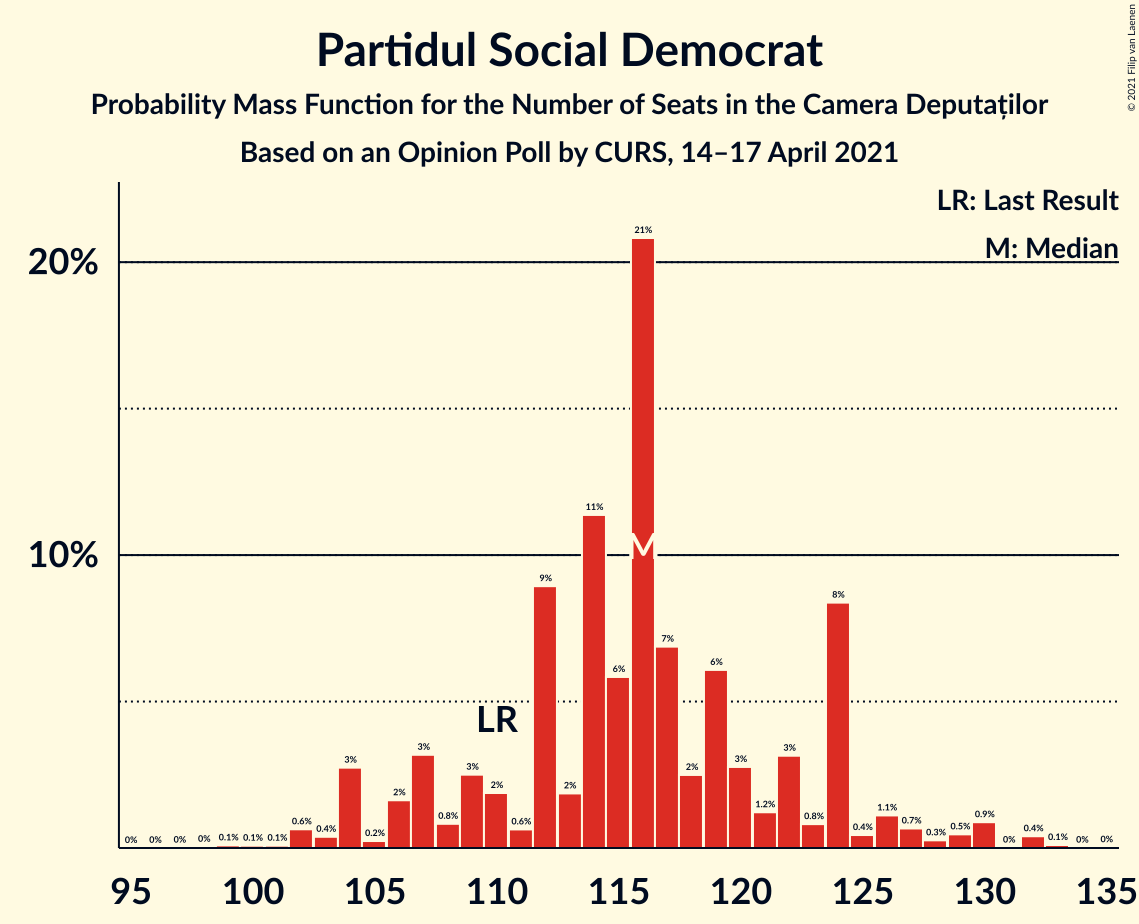 Partidul Social Democrat
Probability Mass Function for the Number of Seats in the Camera Deputaților
Based on an Opinion Poll by CURS, 14–17 April 2021
© 2021 Filip van Laenen
LR: Last Result
M: Median
20%
10%
LR
M
0% 0% 0% 0% 0.1% 0.1% 0.1% 0.6% 0.4% 3% 0.2% 2% 3% 0.8% 3% 2% 0.6% 9% 2% 11% 6% 21% 7% 2% 6% 3% 1.2% 3% 0.8% 8% 0.4% 1.1% 0.7% 0.3% 0.5% 0.9% 0% 0.4% 0.1% 0% 0%
95 100 105 110 115 120 125 130 135